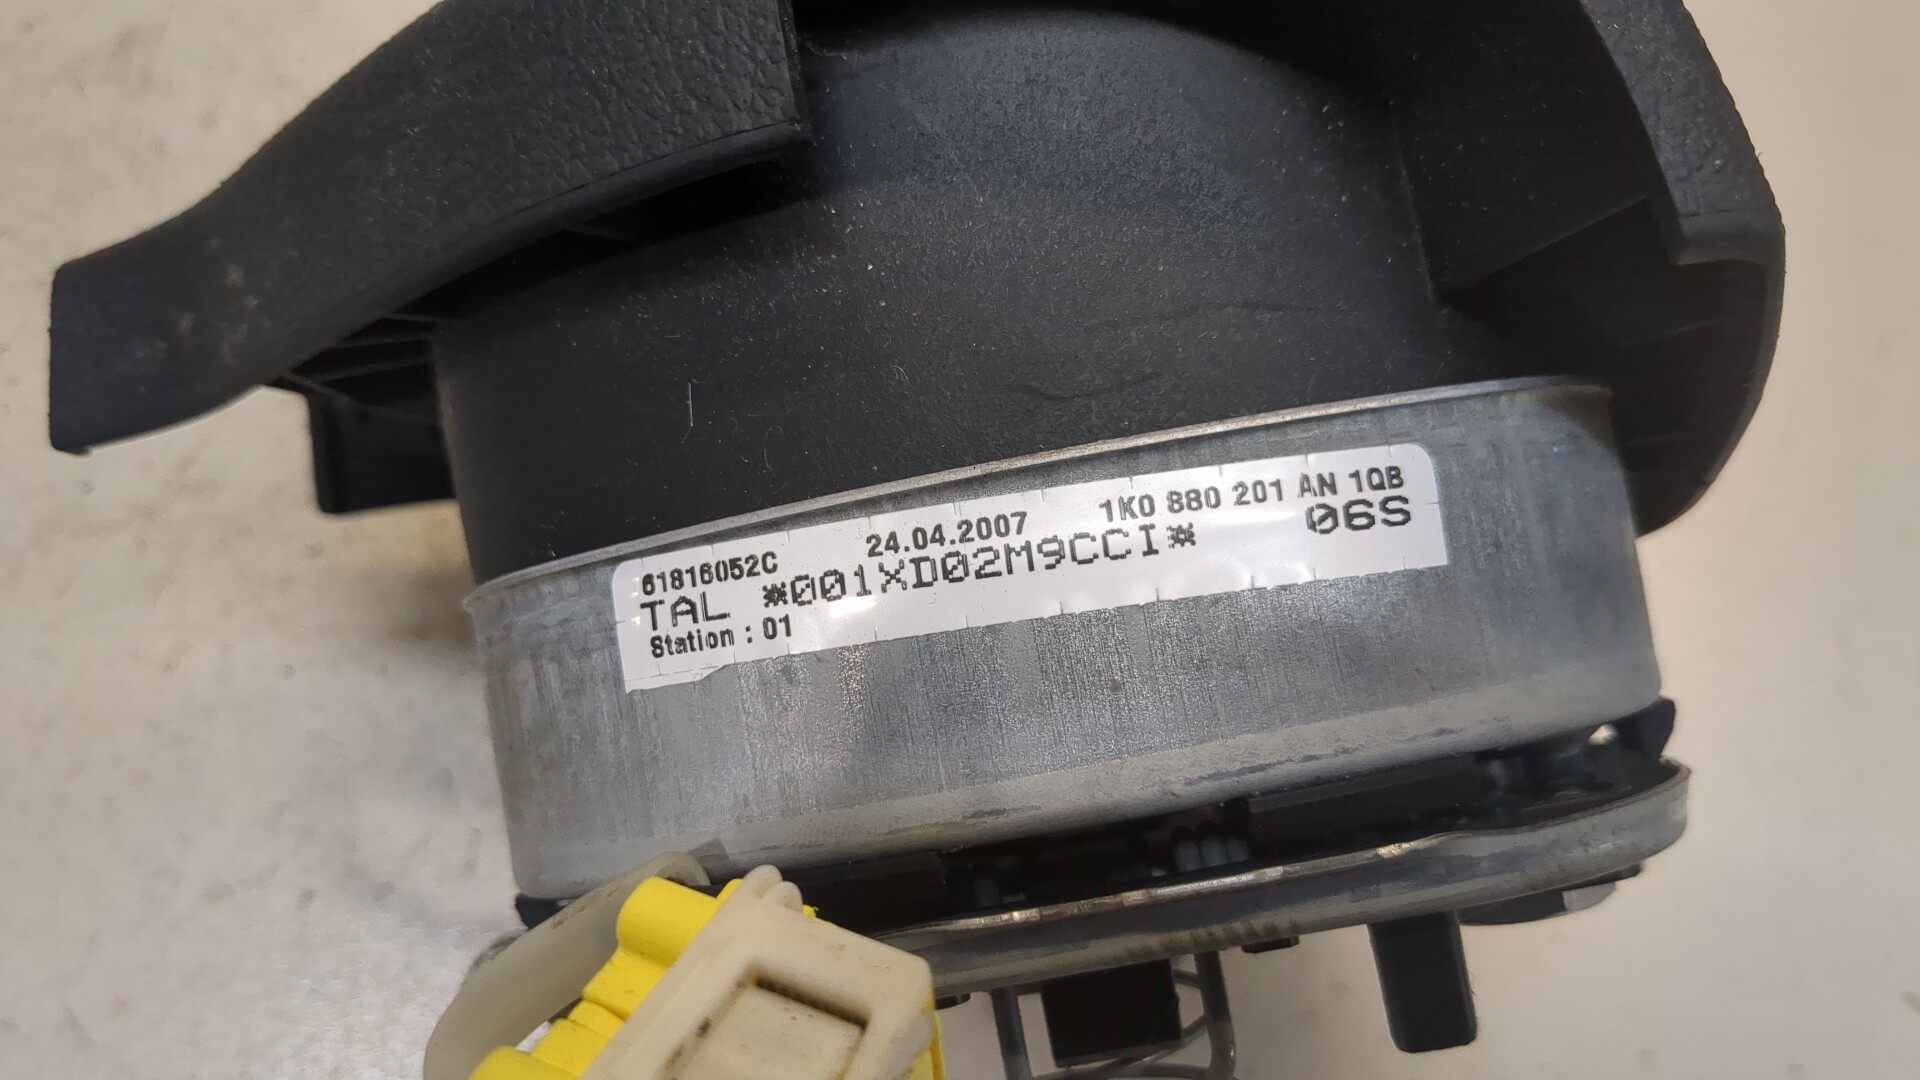 61816052C 24.04.2007 1K0 880 201 AN 1QB
TAL *001XD02M9CCI* 06S
Station : 01